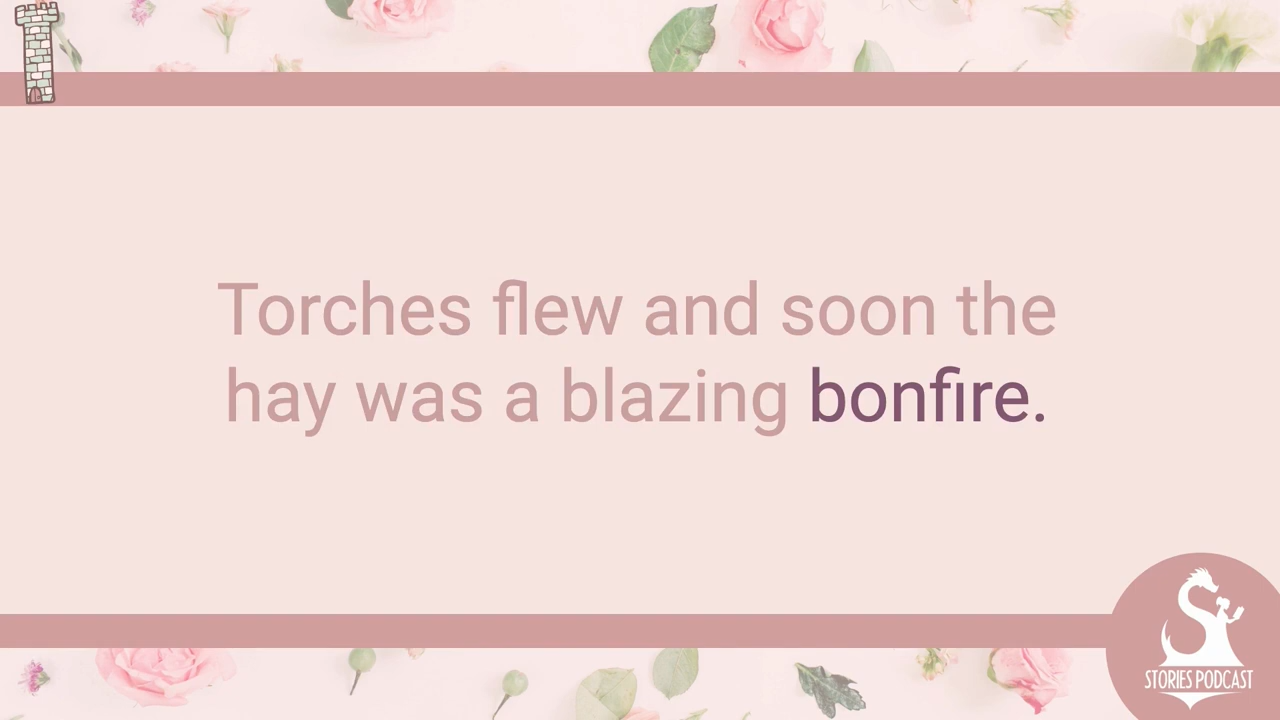 Torches flew and soon the
hay was a blazing bonfire.
STORIES PODCAST